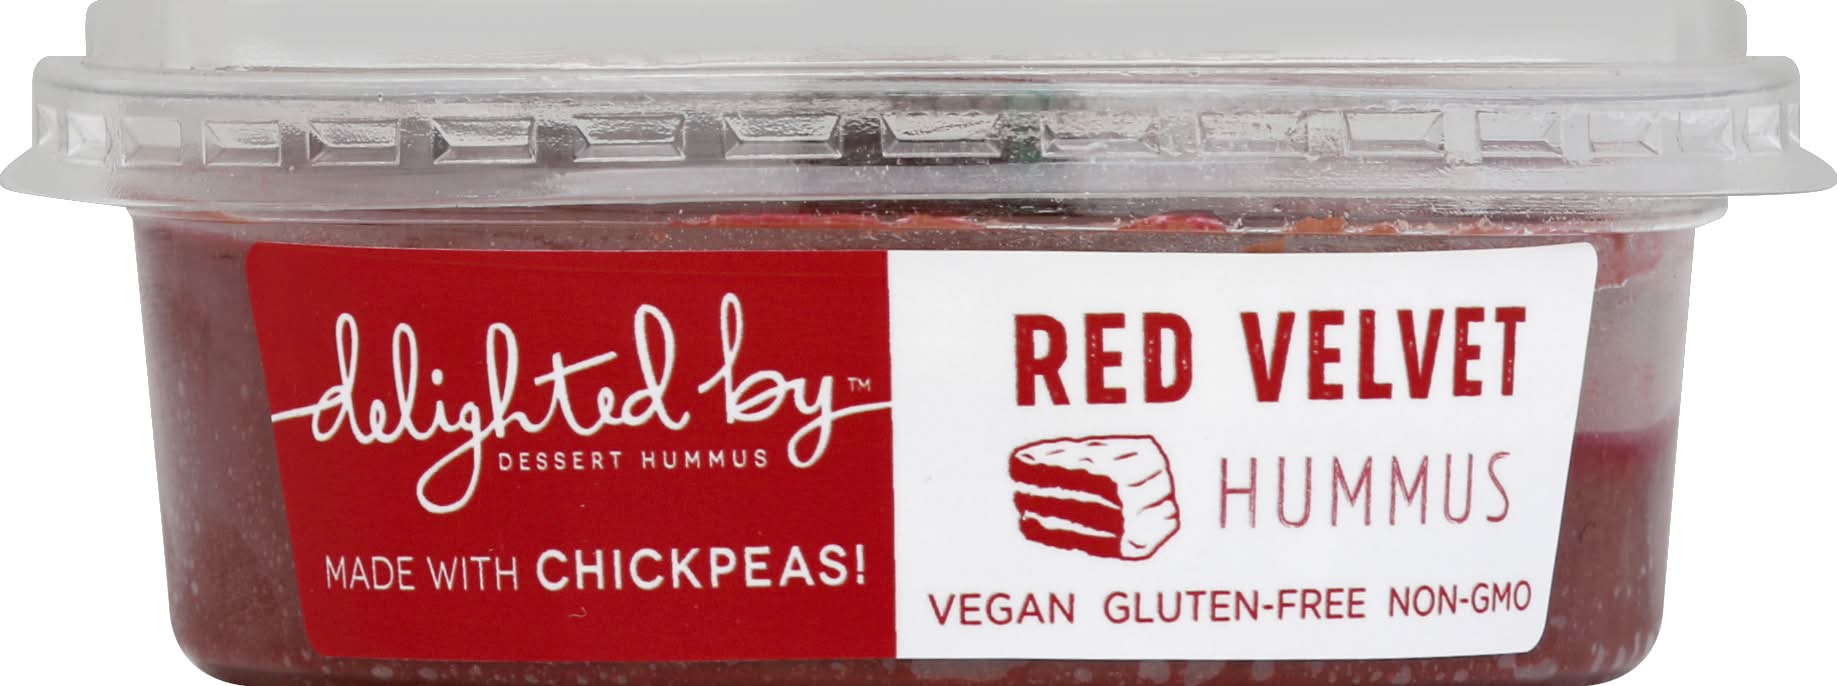 delighted by™
DESSERT HUMMUS
MADE WITH CHICKPEAS!
RED VELVET
HUMMUS
VEGAN GLUTEN-FREE NON-GMO